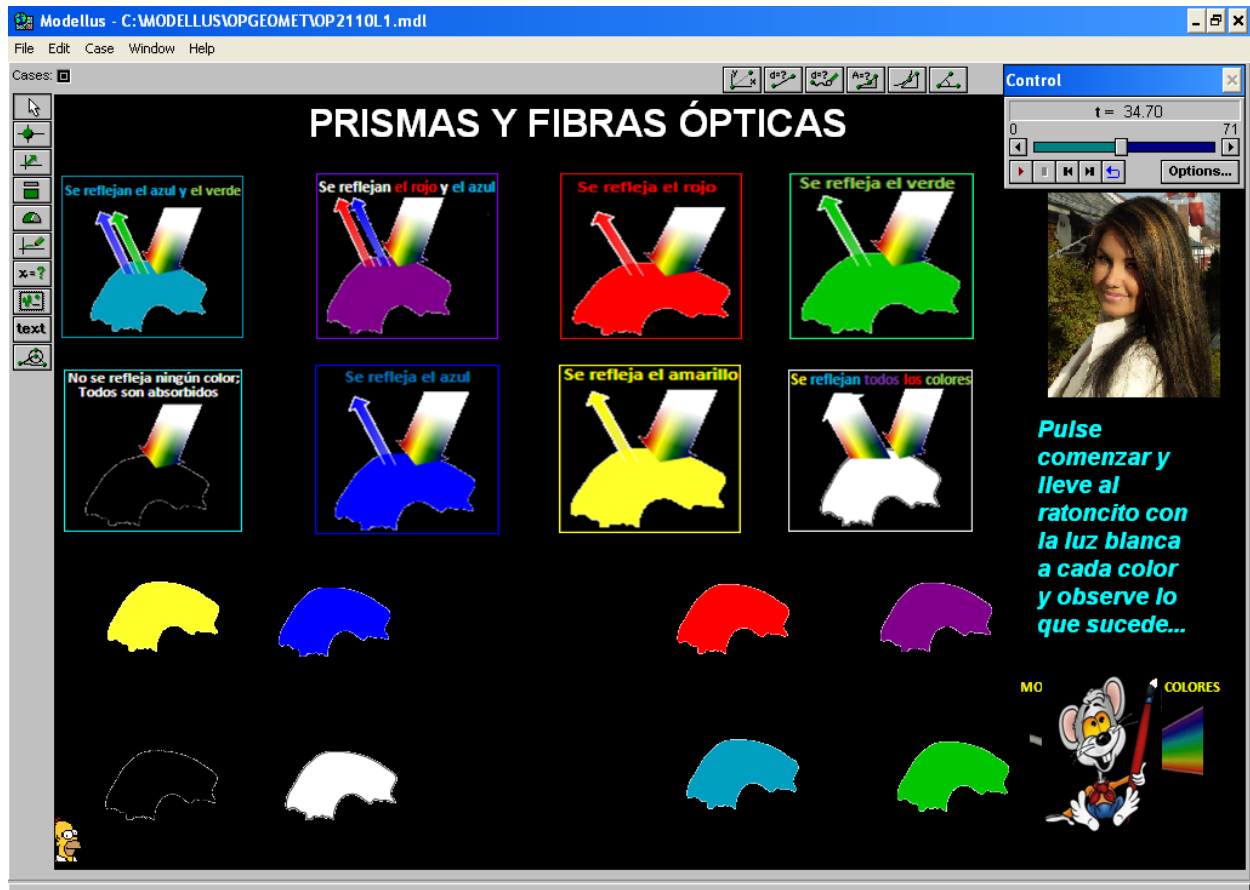 Modellus - C:\MODELLUS\OPGEOMET\OP2110L1.mdl
File Edit Case Window Help
Cases:
y x d=? d=? A=?
Control
t = 34.70
0 71
Options...
x=?
text
PRISMAS Y FIBRAS ÓPTICAS
Se reflejan el azul y el verde
Se reflejan el rojo y el azul
Se refleja el rojo
Se refleja el verde
No se refleja ningún color;
Todos son absorbidos
Se refleja el azul
Se refleja el amarillo
Se reflejan todos los colores
Pulse
comenzar y
lleve al
ratoncito con
la luz blanca
a cada color
y observe lo
que sucede...
MO COLORES